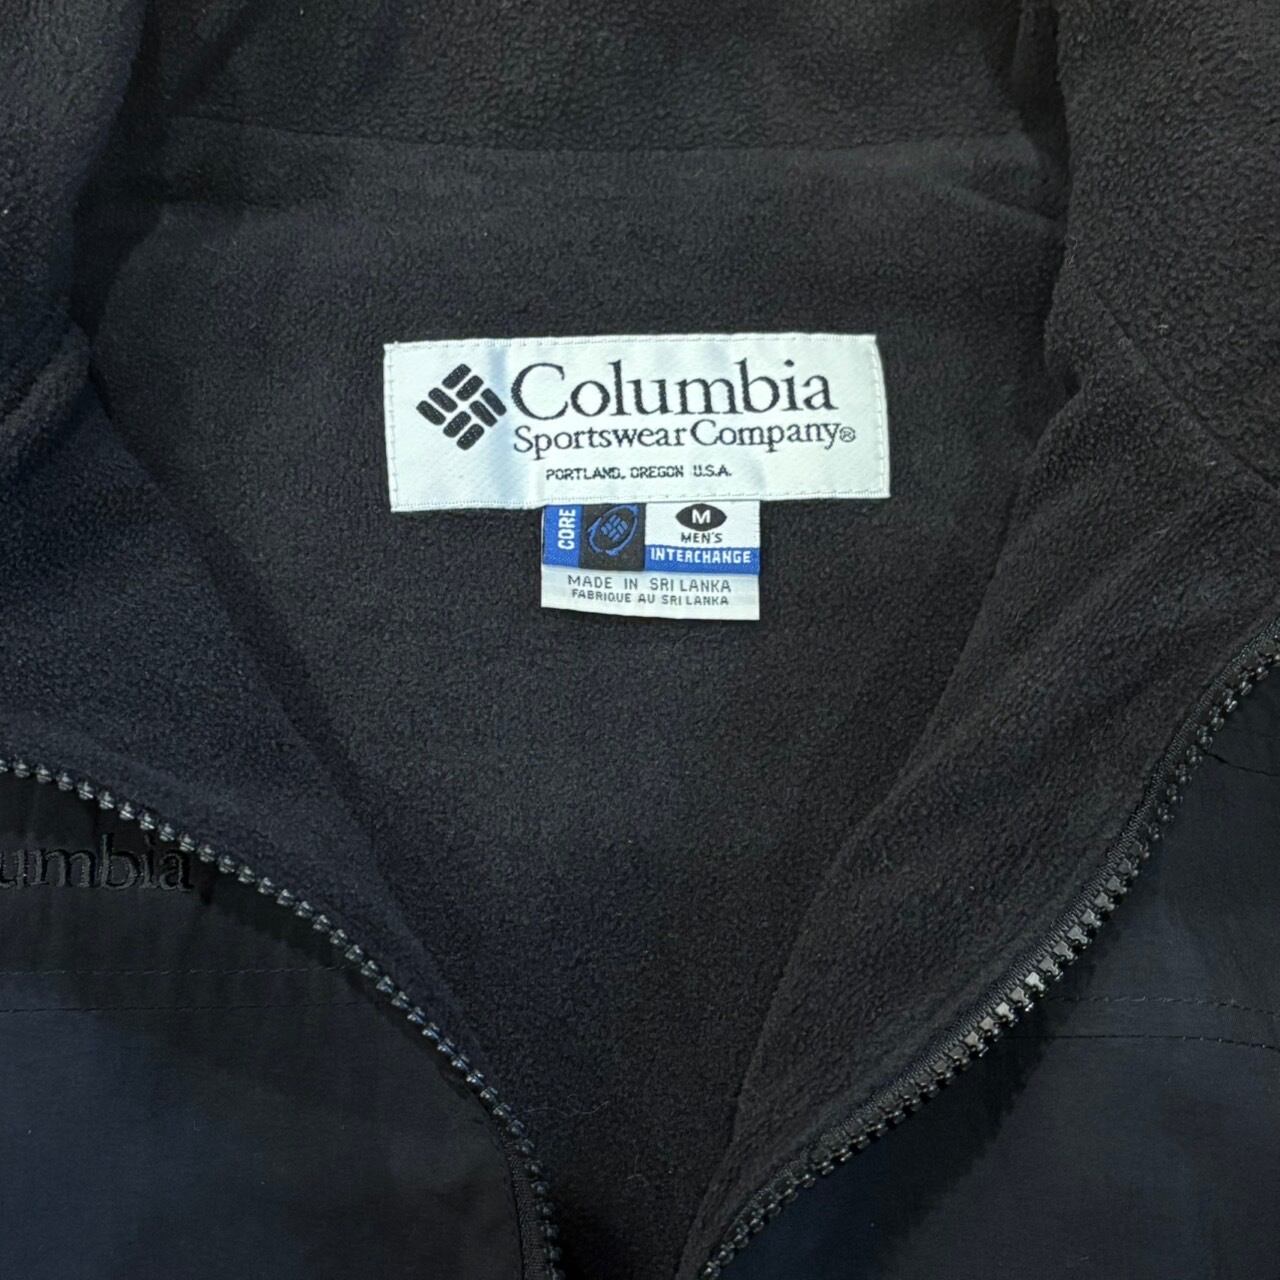 Columbia
Sportswear Company®
PORTLAND, OREGON U.S.A.
CORE
M
MEN'S
INTERCHANGE
MADE IN SRI LANKA
FABRIQUE AU SRI LANKA
umbia